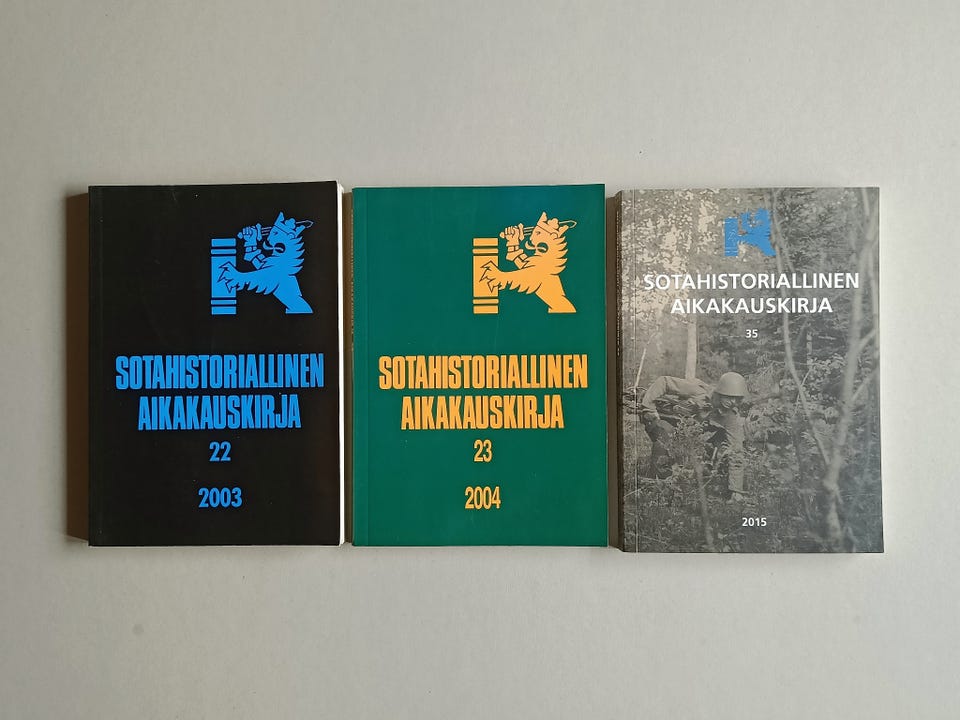 SOTAHISTORIALLINEN
AIKAKAUSKIRJA
22
2003
SOTAHISTORIALLINEN
AIKAKAUSKIRJA
23
2004
SOTAHISTORIALLINEN
AIKAKAUSKIRJA
35
2015